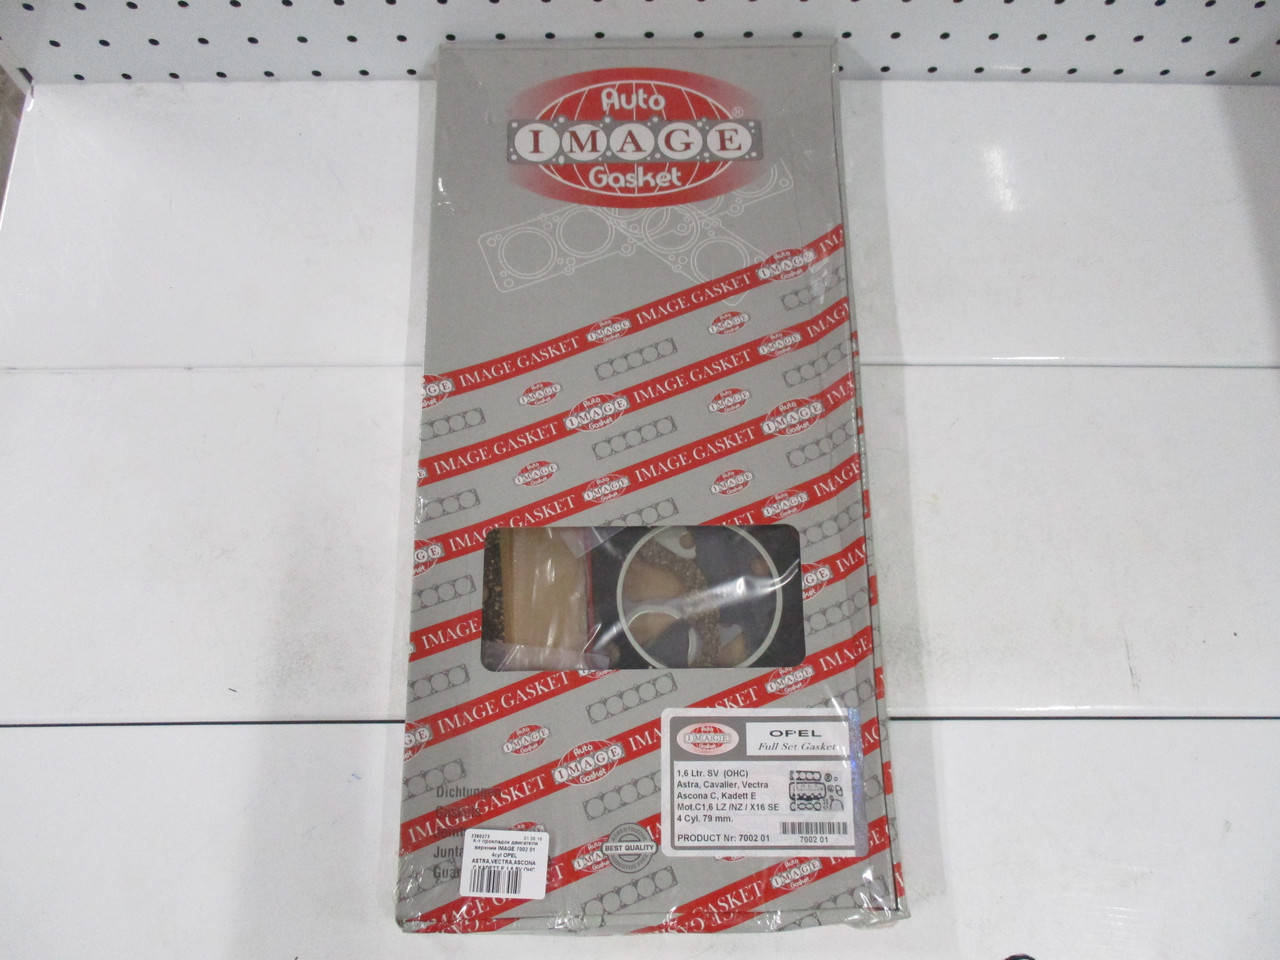 Auto
IMAGE
®
Gasket
IMAGE GASKET
IMAGE GASKET
IMAGE GASKET
IMAGE GASKET
IMAGE GASKET
IMAGE GASKET
IMAGE GASKET
OPEL
Full Set Gasket
1,6 Ltr. SV (OHC)
Astra, Cavalier, Vectra
Ascona C, Kadett E
Mot.C1,6 LZ /NZ / X16 SE
4 Cyl. 79 mm.
PRODUCT Nr: 7002 01
7002 01
BEST QUALITY
Dichtungen
К-т прокладок двигателя
верхний IMAGE 7002 01
4cyl OPEL
ASTRA,VECTRA,ASCONA